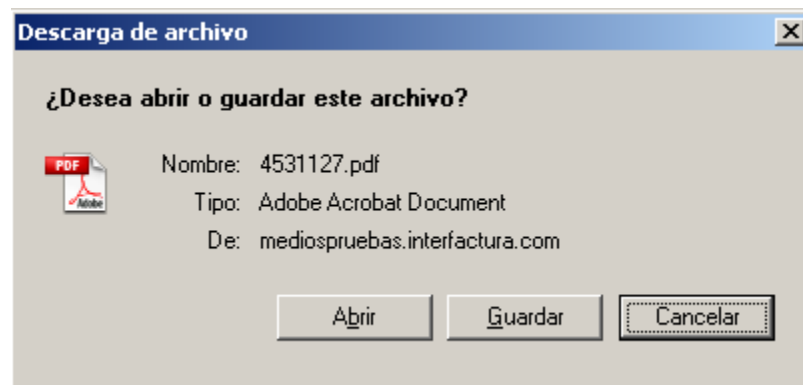 Descarga de archivo
¿Desea abrir o guardar este archivo?
PDF
Adobe
Nombre: 4531127.pdf
Tipo: Adobe Acrobat Document
De: mediospruebas.interfactura.com
Abrir Guardar Cancelar